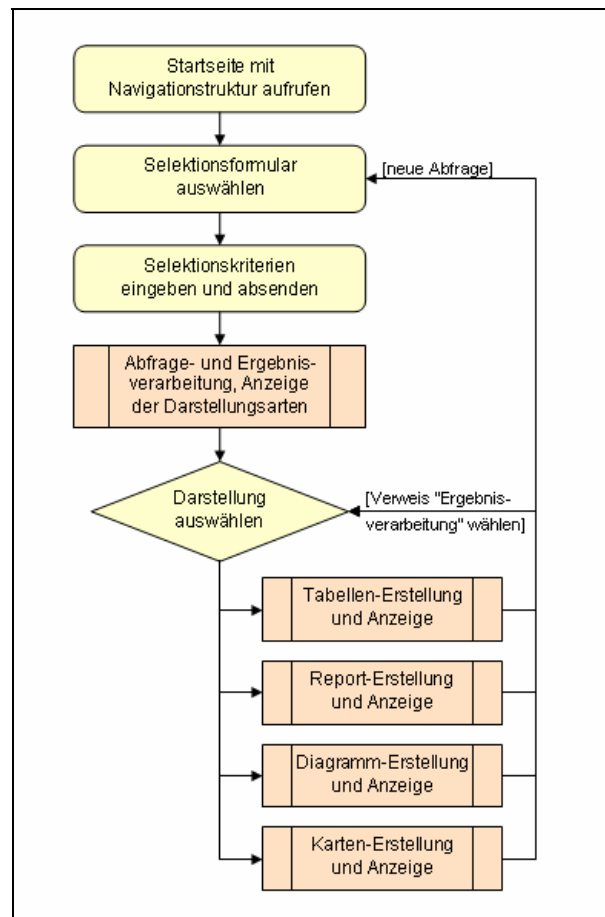 Startseite mit
Navigationstruktur aufrufen
Selektionsformular
auswählen
[neue Abfrage]
Selektionskriterien
eingeben und absenden
Abfrage- und Ergebnis-
verarbeitung, Anzeige
der Darstellungsarten
Darstellung
auswählen
[Verweis "Ergebnis-
verarbeitung" wählen]
Tabellen-Erstellung
und Anzeige
Report-Erstellung
und Anzeige
Diagramm-Erstellung
und Anzeige
Karten-Erstellung
und Anzeige